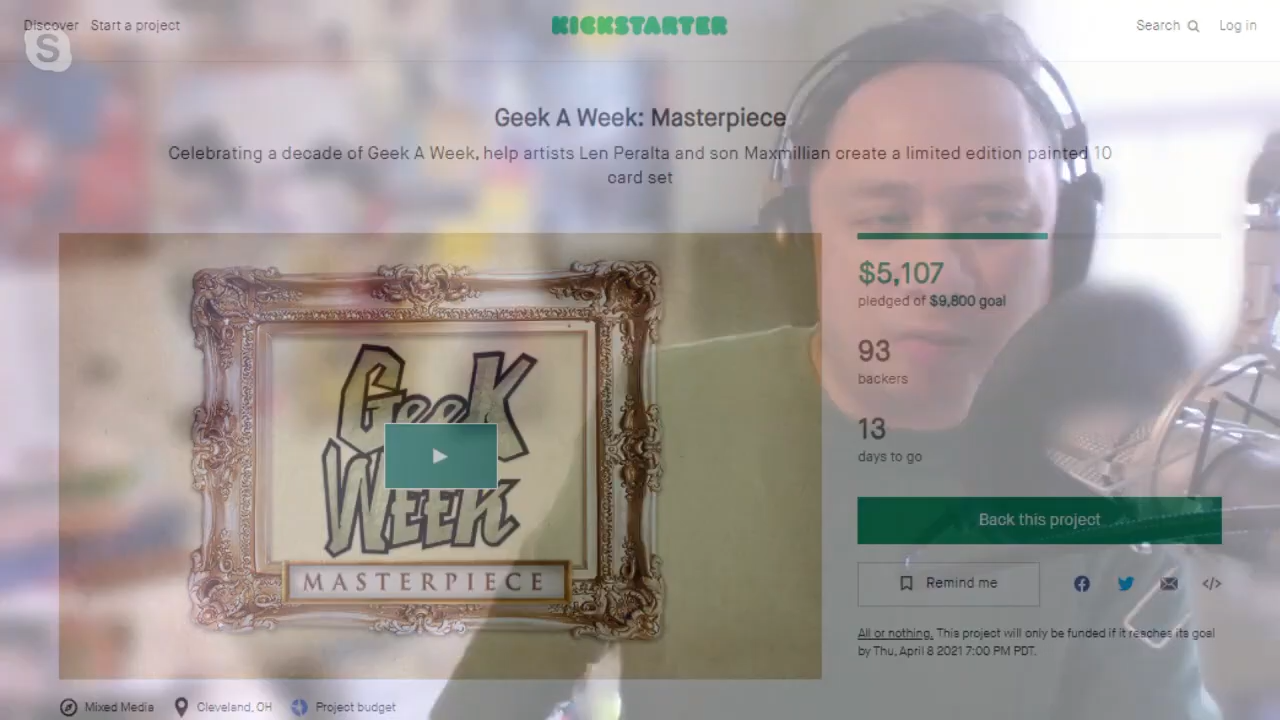 Discover Start a project KICKSTARTER Search Log in
S
Geek A Week: Masterpiece
Celebrating a decade of Geek A Week, help artists Len Peralta and son Maxmillian create a limited edition painted 10
card set
GeeK
WEEK
MASTERPIECE
$5,107
pledged of $9,800 goal
93
backers
13
days to go
Back this project
Remind me
All or nothing. This project will only be funded if it reaches its goal
by Thu, April 8 2021 7:00 PM PDT.
Mixed Media Cleveland, OH Project budget